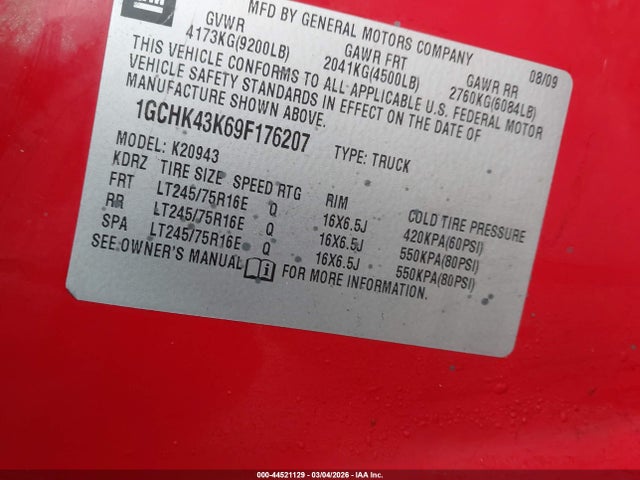 GM
MFD BY GENERAL MOTORS COMPANY
08/09
GVWR GAWR FRT GAWR RR
4173KG(9200LB) 2041KG(4500LB) 2760KG(6084LB)
THIS VEHICLE CONFORMS TO ALL APPLICABLE U.S. FEDERAL MOTOR
VEHICLE SAFETY STANDARDS IN EFFECT ON THE DATE OF
MANUFACTURE SHOWN ABOVE.
1GCHK43K69F176207
TYPE: TRUCK
MODEL: K20943
KDRZ TIRE SIZE SPEED RTG RIM COLD TIRE PRESSURE
FRT LT245/75R16E Q 16X6.5J 420KPA(60PSI)
RR LT245/75R16E Q 16X6.5J 550KPA(80PSI)
SPA LT245/75R16E Q 16X6.5J 550KPA(80PSI)
SEE OWNER'S MANUAL FOR MORE INFORMATION.
000-44521129 - 03/04/2026 - IAAI.com